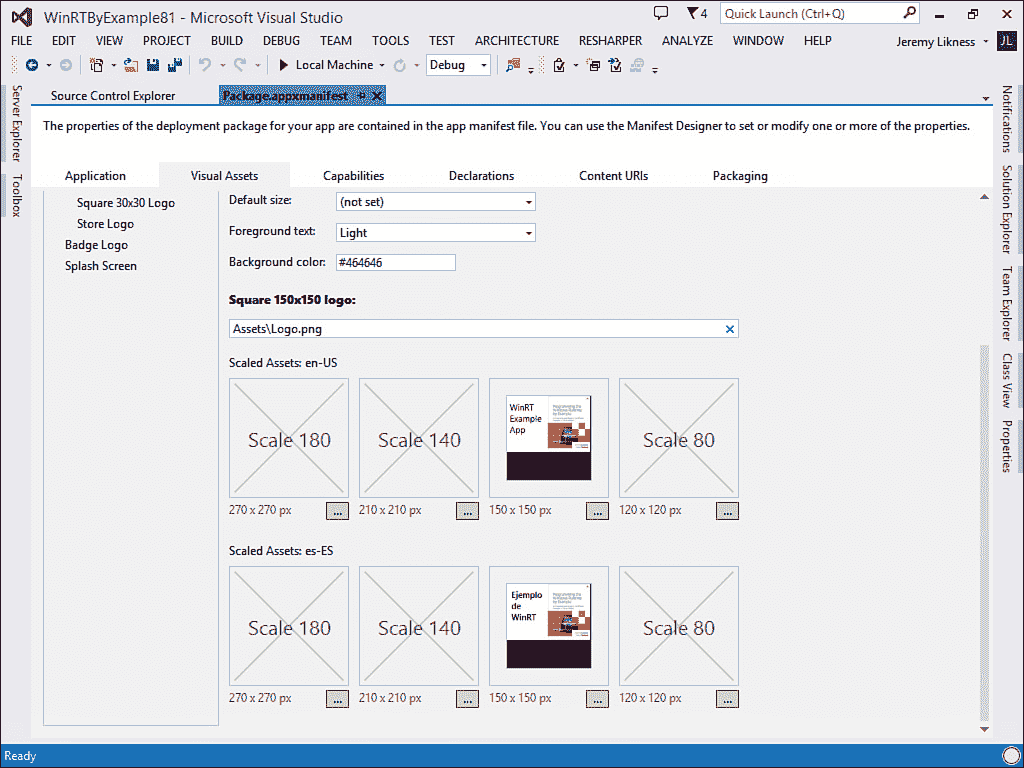 WinRTByExample81 - Microsoft Visual Studio
4
Quick Launch (Ctrl+Q)
FILE EDIT VIEW PROJECT BUILD DEBUG TEAM TOOLS TEST ARCHITECTURE RESHARPER ANALYZE WINDOW HELP
Jeremy Likness
JL
Local Machine
Debug
Server Explorer
Toolbox
Source Control Explorer
Package.appxmanifest
The properties of the deployment package for your app are contained in the app manifest file. You can use the Manifest Designer to set or modify one or more of the properties.
Application Visual Assets Capabilities Declarations Content URIs Packaging
Square 30x30 Logo
Store Logo
Badge Logo
Splash Screen
Default size: (not set)
Foreground text: Light
Background color: #464646
Square 150x150 logo:
Assets\Logo.png
Scaled Assets: en-US
Scale 180
Scale 140
WinRT
Example
App
Scale 80
270 x 270 px ...
210 x 210 px ...
150 x 150 px ...
120 x 120 px ...
Scaled Assets: es-ES
Scale 180
Scale 140
Ejemplo
de
WinRT
Scale 80
270 x 270 px ...
210 x 210 px ...
150 x 150 px ...
120 x 120 px ...
Notifications
Solution Explorer
Team Explorer
Class View
Properties
Ready